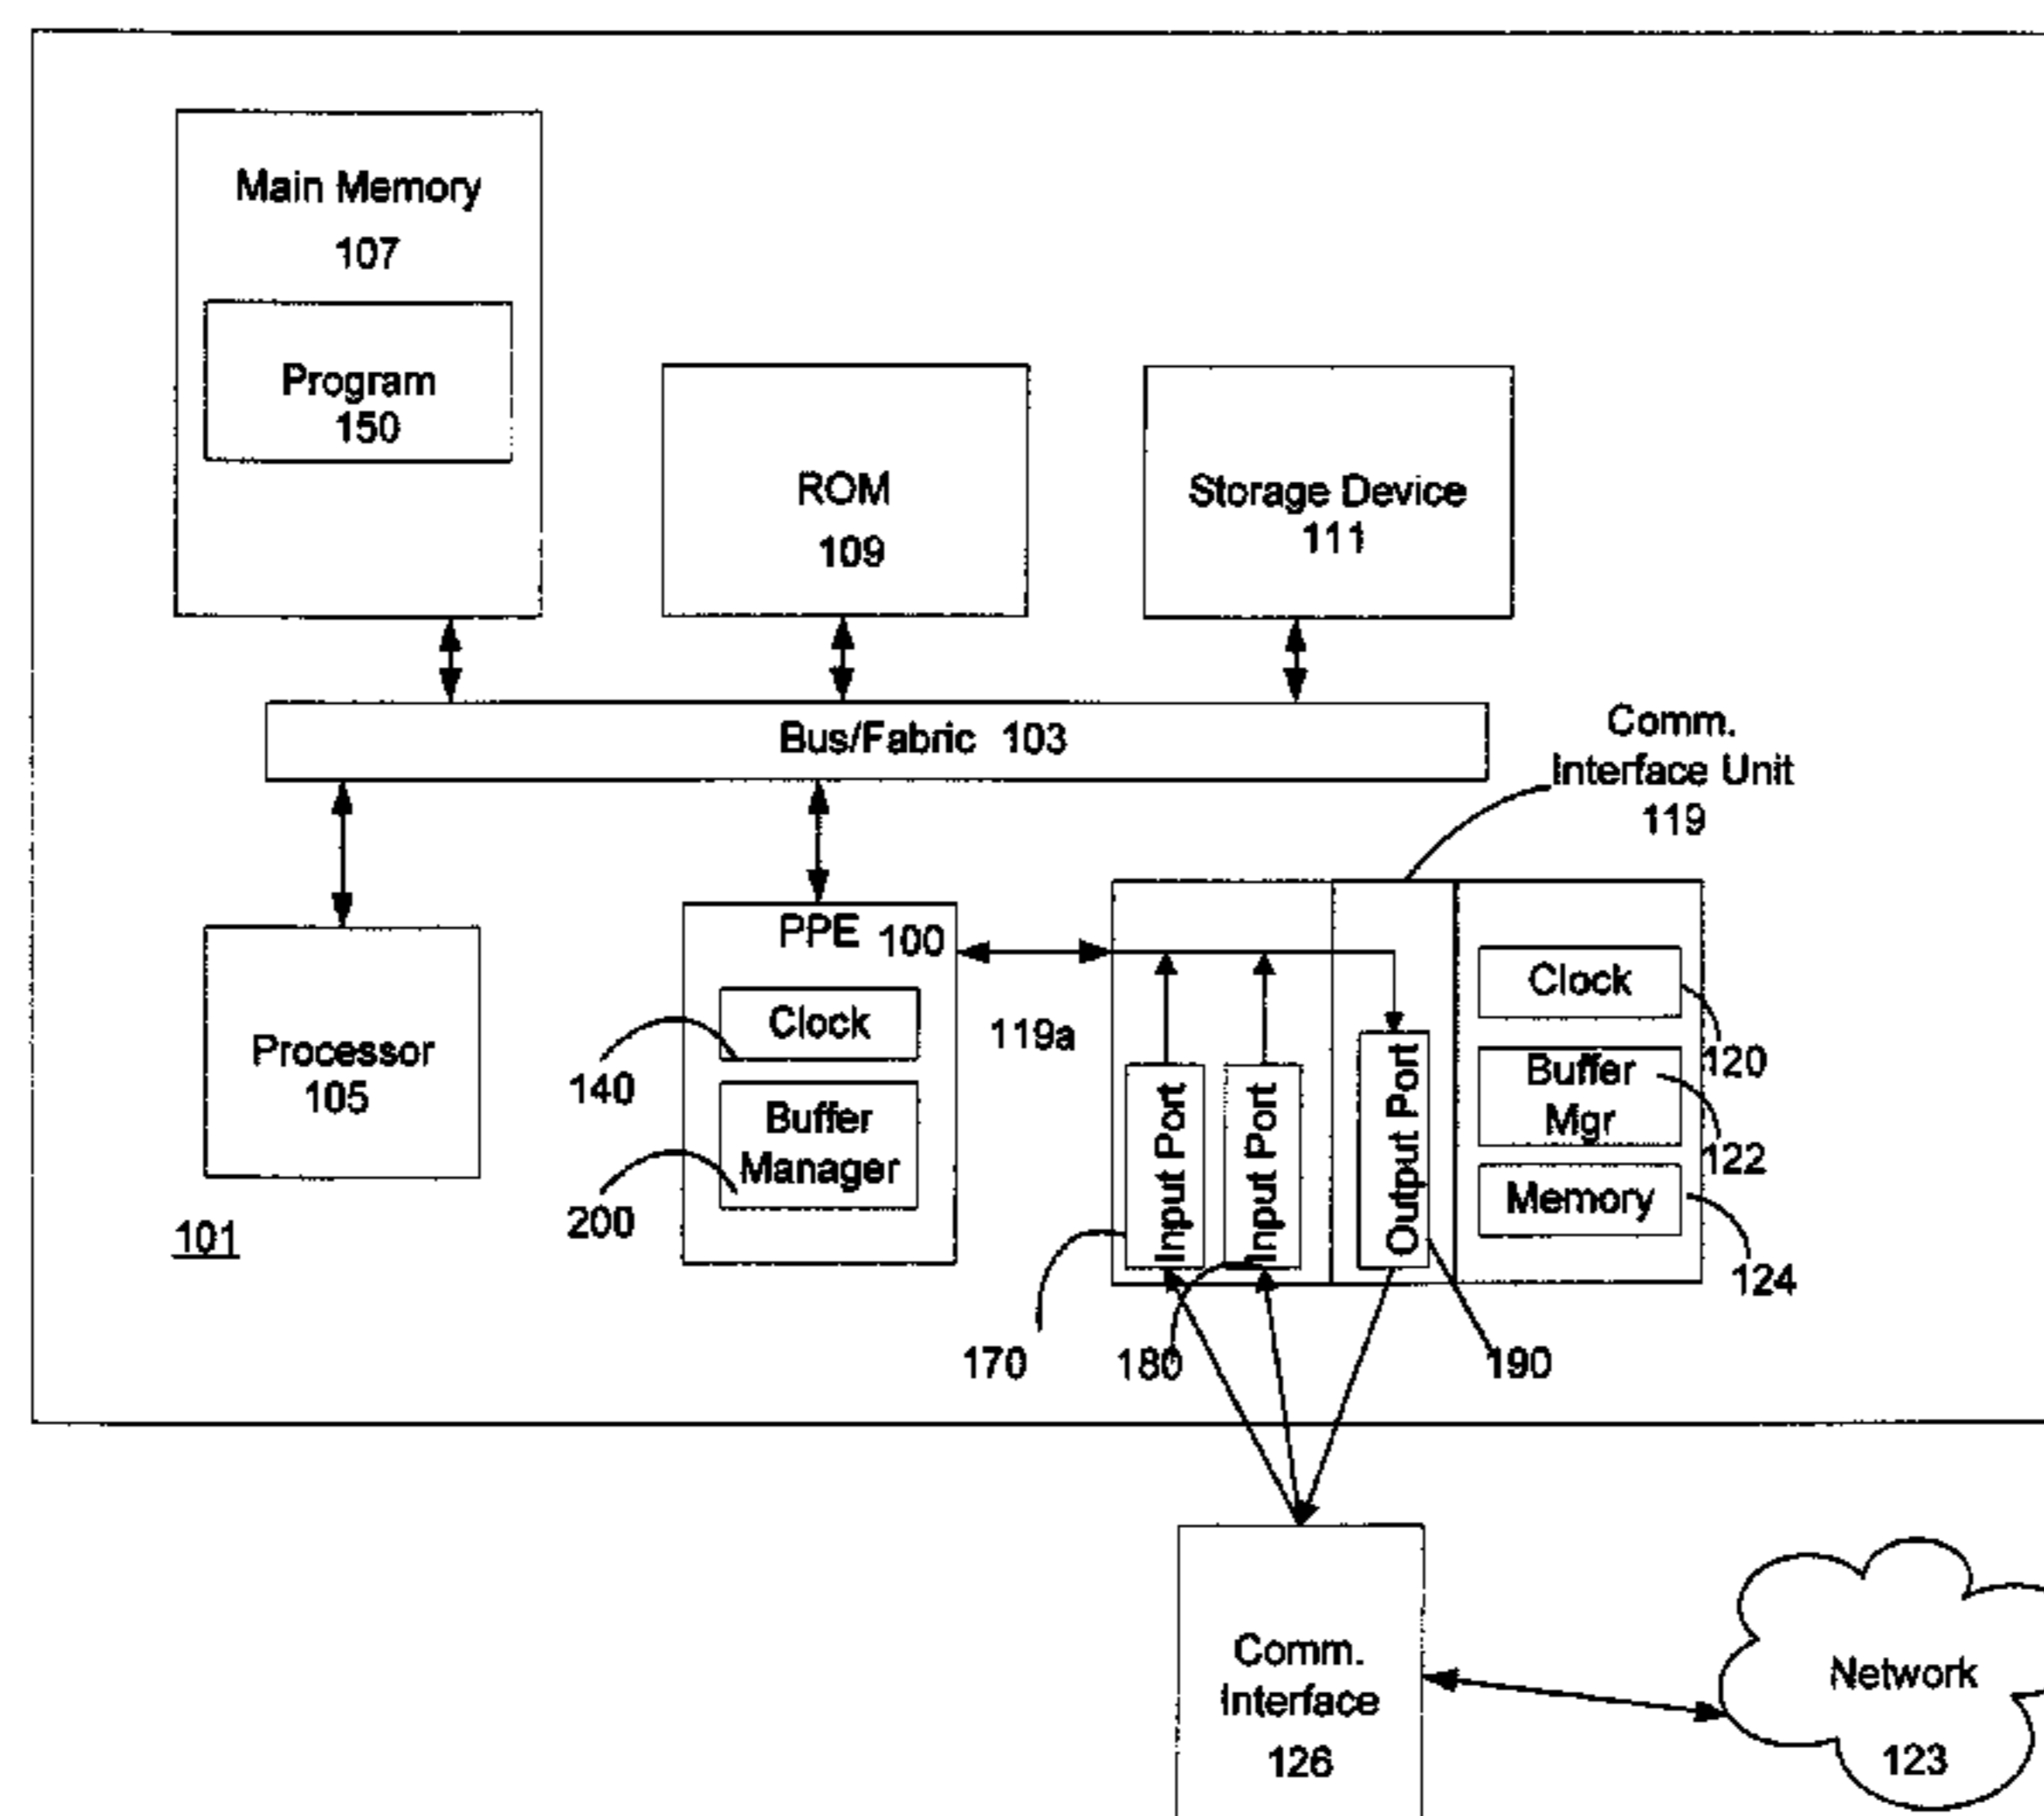 Main Memory
107
Program
150
ROM
109
Storage Device
111
Bus/Fabric 103
Comm.
Interface Unit
119
Processor
105
PPE 100
Clock
140
Buffer
Manager
200
119a
Input Port
Input Port
Output Port
Clock
120
Buffer
Mgr
122
Memory
124
101
170
180
190
Comm.
Interface
126
Network
123